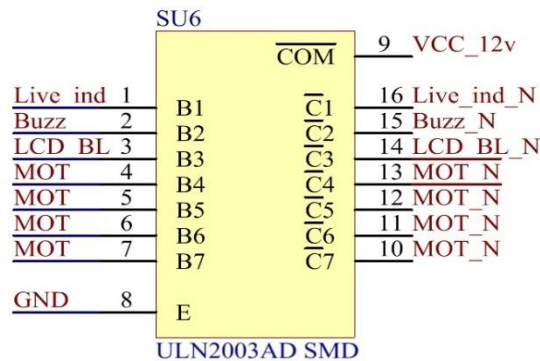 SU6
COM 9 VCC_12v
Live_ind 1 B1 C1 16 Live_ind_N
Buzz 2 B2 C2 15 Buzz_N
LCD_BL 3 B3 C3 14 LCD_BL_N
MOT 4 B4 C4 13 MOT_N
MOT 5 B5 C5 12 MOT_N
MOT 6 B6 C6 11 MOT_N
MOT 7 B7 C7 10 MOT_N
GND 8 E
ULN2003AD SMD